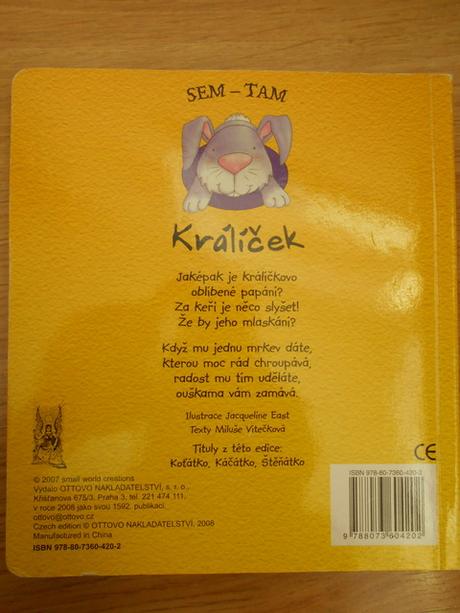 SEM – TAM
Králíček
Jaképak je králíčkovo
oblíbené papání?
Za keři je něco slyšet!
Že by jeho mlaskání?
Když mu jednu mrkev dáte,
kterou moc rád chroupává,
radost mu tím uděláte,
ouškama vám zamává.
Ilustrace Jacqueline East
Texty Miluše Vítečková
Tituly z této edice:
Koťátko, Káčátko, Štěňátko
CE
© 2007 small world creations
Vydalo OTTOVO NAKLADATELSTVÍ, s. r. o.,
Křišťanova 675/3, Praha 3, tel. 221 474 111,
v roce 2008 jako svou 1592. publikaci.
ottovo@ottovo.cz
Czech edition © OTTOVO NAKLADATELSTVÍ, 2008
Manufactured in China
ISBN 978-80-7360-420-2
ISBN 978-80-7360-420-2
9 788073 604202